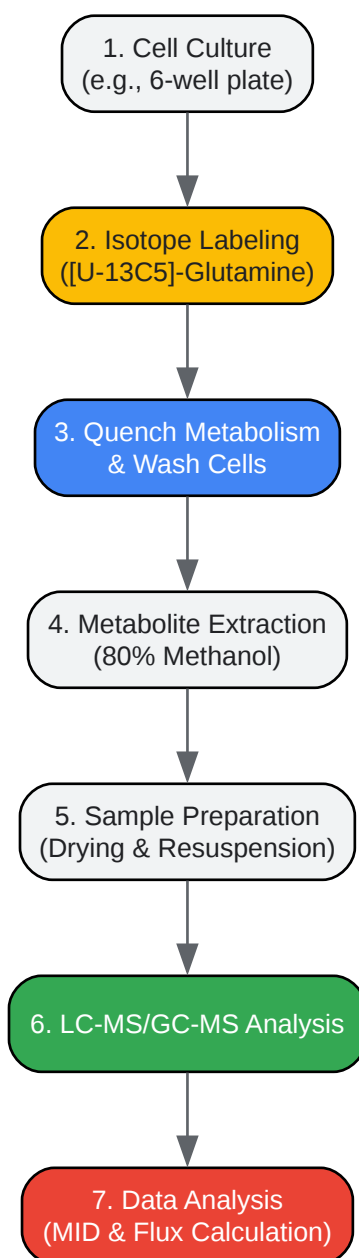 1. Cell Culture
(e.g., 6-well plate)
2. Isotope Labeling
([U-13C5]-Glutamine)
3. Quench Metabolism
& Wash Cells
4. Metabolite Extraction
(80% Methanol)
5. Sample Preparation
(Drying & Resuspension)
6. LC-MS/GC-MS Analysis
7. Data Analysis
(MID & Flux Calculation)